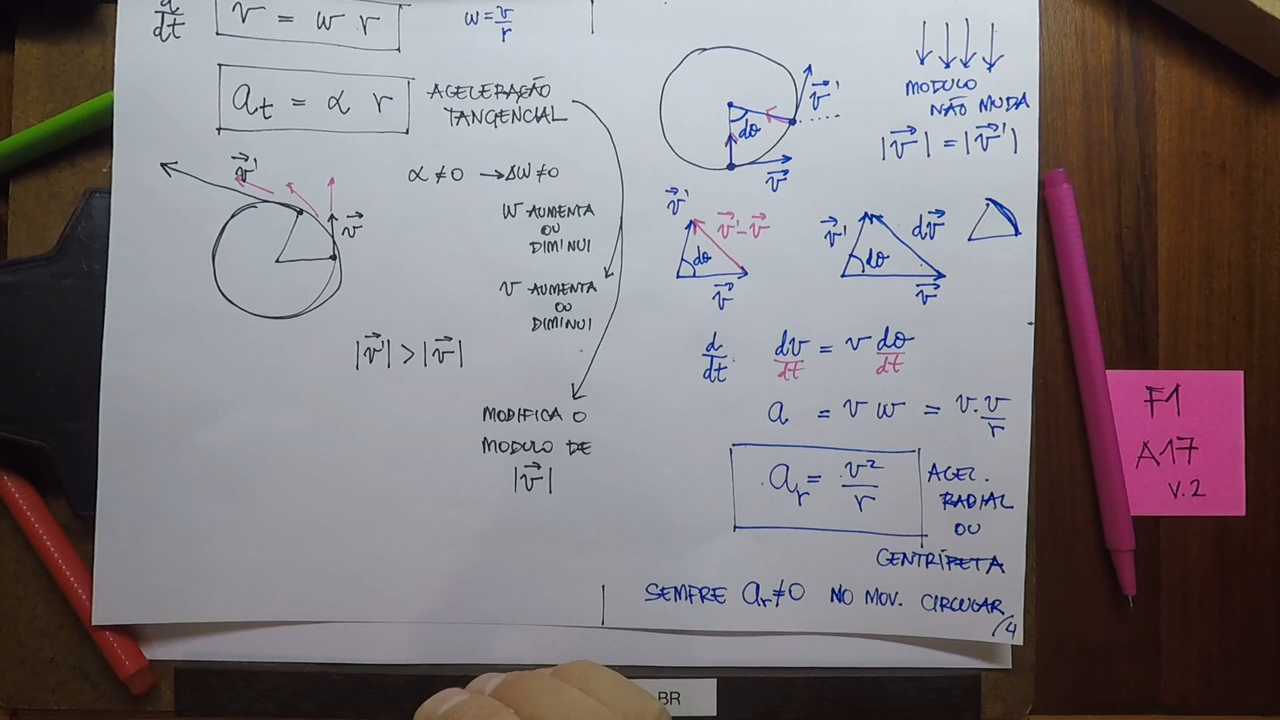 d/dt
v = w r
w = v/r
a_t = α r
ACELERAÇÃO
TANGENCIAL
α ≠ 0 → Δw ≠ 0
W AUMENTA
OU
DIMINUI
v⃗'
v⃗
v AUMENTA
OU
DIMINUI
|v⃗'| > |v⃗|
MODIFICA O
MODULO DE
|v⃗|
dθ
v⃗'
v⃗
MODULO
NÃO MUDA
|v⃗| = |v⃗'|
v⃗'
v⃗'-v⃗
dθ
v⃗
v⃗'
dv⃗
dθ
v⃗
d/dt
dv/dt = v dθ/dt
a = v w = v. v/r
a_r = v²/r
ACEL.
RADIAL
OU
CENTRÍPETA
SEMPRE a_r ≠ 0 NO MOV. CIRCULAR
/4
F1
A17
v.2
BR